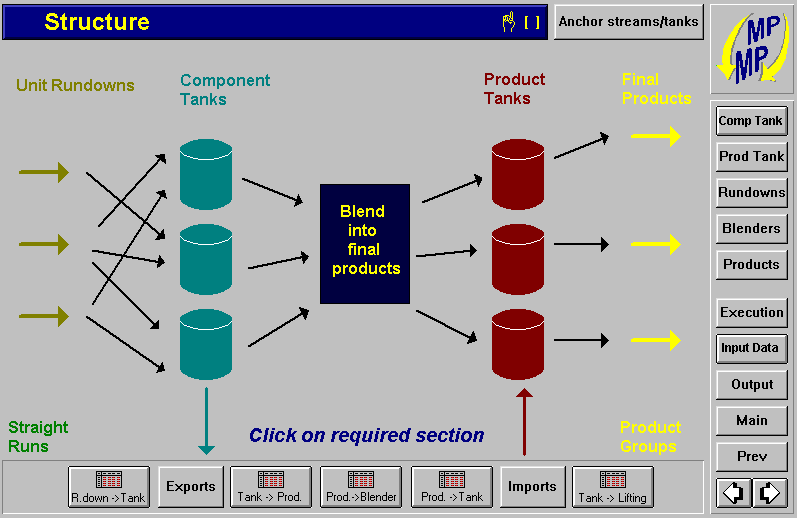 Structure
[ ]
Anchor streams/tanks
MP
MP
Unit Rundowns
Component
Tanks
Product
Tanks
Final
Products
Blend
into
final
products
Straight
Runs
Click on required section
Product
Groups
R.down ->Tank
Exports
Tank -> Prod.
Prod.->Blender
Prod. ->Tank
Imports
Tank -> Lifting
Comp Tank
Prod Tank
Rundowns
Blenders
Products
Execution
Input Data
Output
Main
Prev